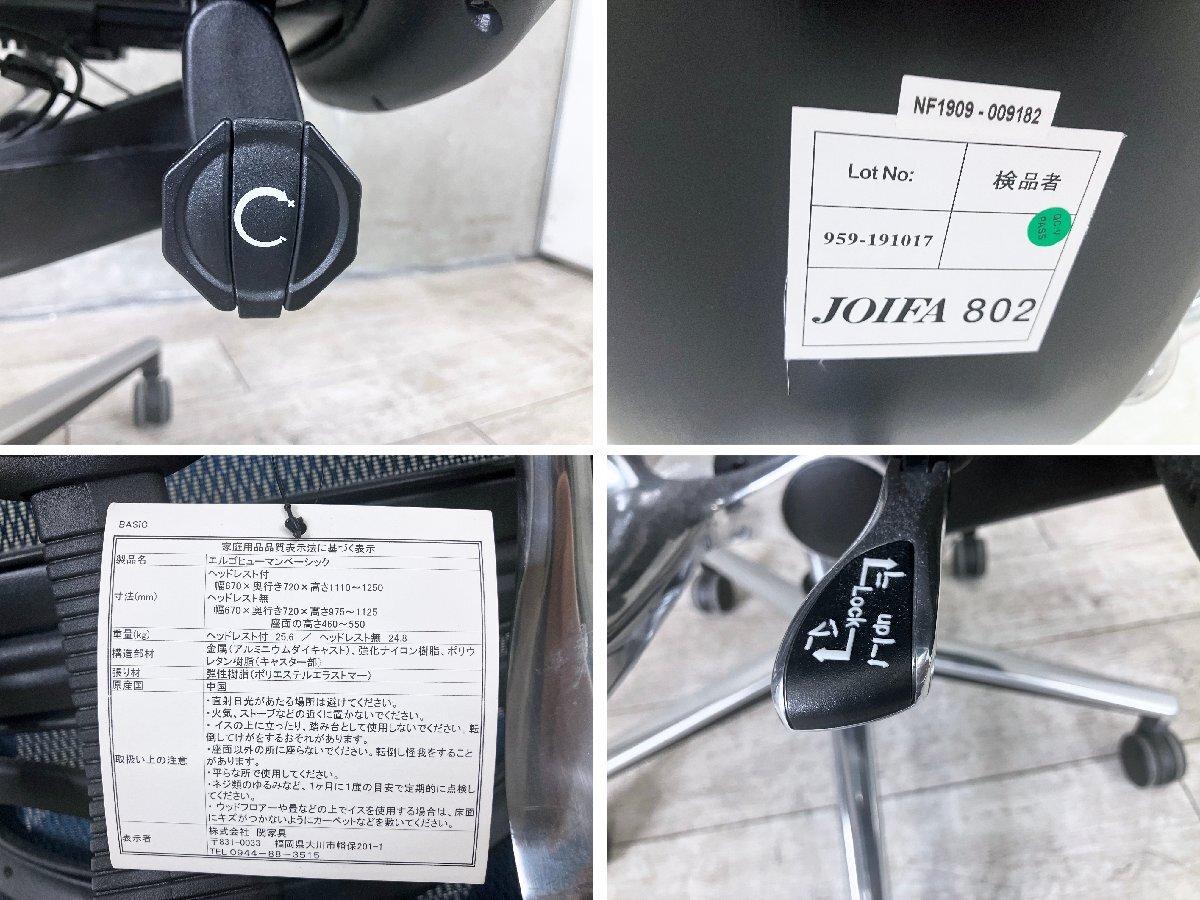 NF1909-009182
Lot No:
検品者
959-191017
QC-V
PASS
JOIFA 802
BASIC
家庭用品品質表示法に基づく表示
製品名
エルゴヒューマンベーシック
寸法(mm)
ヘッドレスト付
幅670×奥行き720×高さ1110～1250
ヘッドレスト無
幅670×奥行き720×高さ975～1125
座面の高さ460～550
重量(kg)
ヘッドレスト付 25.6 / ヘッドレスト無 24.8
構造部材
金属(アルミニウムダイキャスト)、強化ナイロン樹脂、ポリウ
レタン樹脂(キャスター部)
張り材
弾性樹脂(ポリエステルエラストマー)
原産国
中国
取扱い上の注意
・直射日光があたる場所は避けてください。
・火気、ストーブなどの近くに置かないでください。
・イスの上に立ったり、踏み台として使用しないでください。転
倒してけがをするおそれがあります。
・座面以外の所に座らないでください。転倒し怪我をすること
があります。
・平らな所で使用してください。
・ネジ類のゆるみなど、1ヶ月に1度の目安で定期的に点検し
てください。
・ウッドフロアーや畳などの上でイスを使用する場合は、床面
にキズがつかないようにカーペットなどを敷いてください。
表示者
株式会社 関家具
〒831-0033 福岡県大川市幡保201-1
TEL0944-88-3515
Lock
up